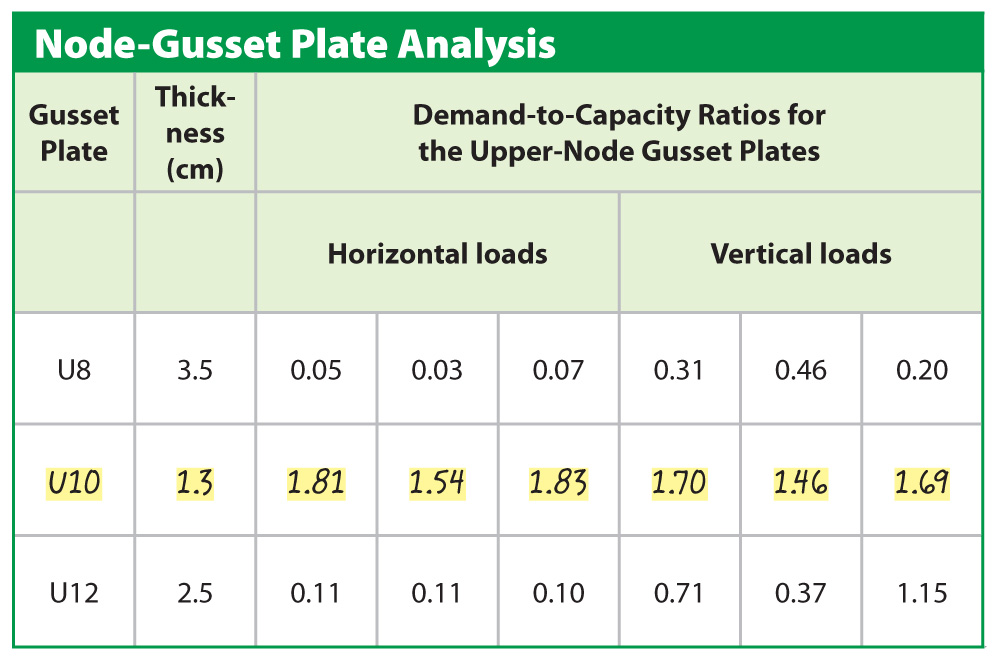 Node-Gusset Plate Analysis
Gusset
Plate
Thick-
ness
(cm)
Demand-to-Capacity Ratios for
the Upper-Node Gusset Plates
Horizontal loads Vertical loads
U8 3.5 0.05 0.03 0.07 0.31 0.46 0.20
U10 1.3 1.81 1.54 1.83 1.70 1.46 1.69
U12 2.5 0.11 0.11 0.10 0.71 0.37 1.15